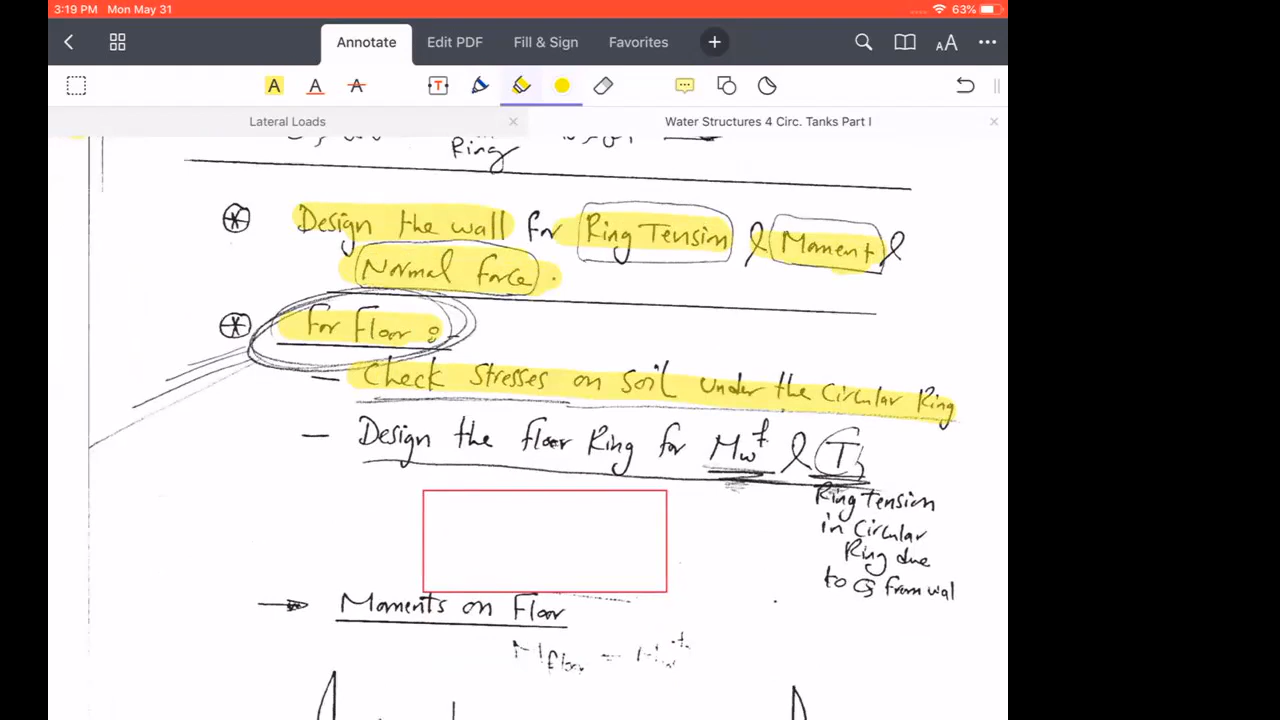 3:19 PM Mon May 31
63%
Annotate
Edit PDF
Fill & Sign
Favorites
Lateral Loads
Water Structures 4 Circ. Tanks Part I
Ring
Design the wall for Ring Tension & Moment &
Normal force.
For Floor :-
- Check Stresses on Soil under the Circular Ring
- Design the floor Ring for Mwf & T
Ring Tension
in Circular
Ring due
to from wal
→ Moments on Floor
Mfloor =